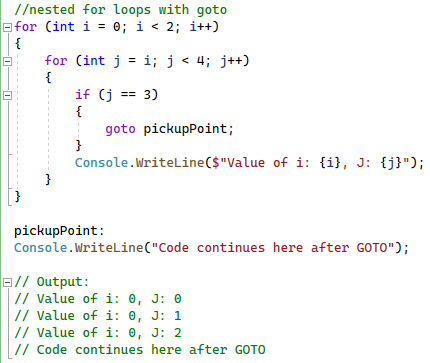 //nested for loops with goto
for (int i = 0; i < 2; i++)
{
    for (int j = i; j < 4; j++)
    {
        if (j == 3)
        {
            goto pickupPoint;
        }
        Console.WriteLine($"Value of i: {i}, J: {j}");
    }
}

pickupPoint:
Console.WriteLine("Code continues here after GOTO");

// Output:
// Value of i: 0, J: 0
// Value of i: 0, J: 1
// Value of i: 0, J: 2
// Code continues here after GOTO